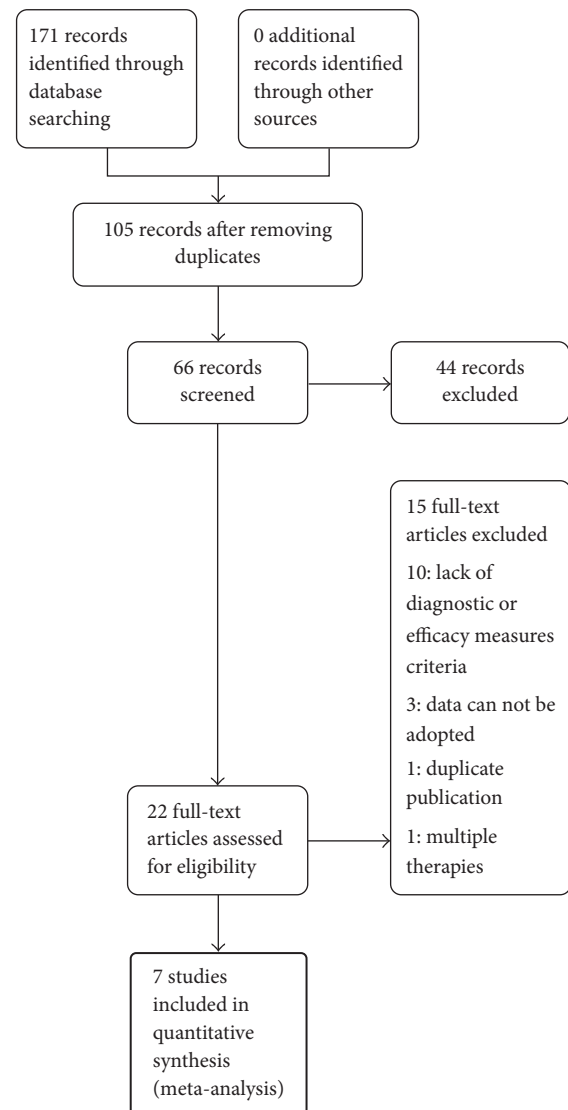 171 records
identified through
database
searching
0 additional
records identified
through other
sources
105 records after removing
duplicates
66 records
screened
44 records
excluded
15 full-text
articles excluded
10: lack of
diagnostic or
efficacy measures
criteria
3: data can not be
adopted
1: duplicate
publication
1: multiple
therapies
22 full-text
articles assessed
for eligibility
7 studies
included in
quantitative
synthesis
(meta-analysis)